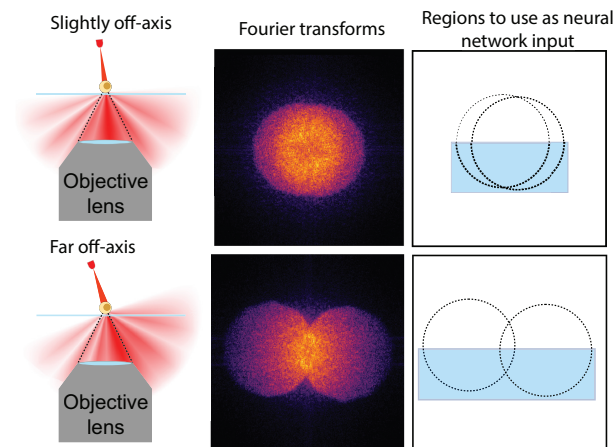 Slightly off-axis
Fourier transforms
Regions to use as neural
network input
Objective
lens
Far off-axis
Objective
lens